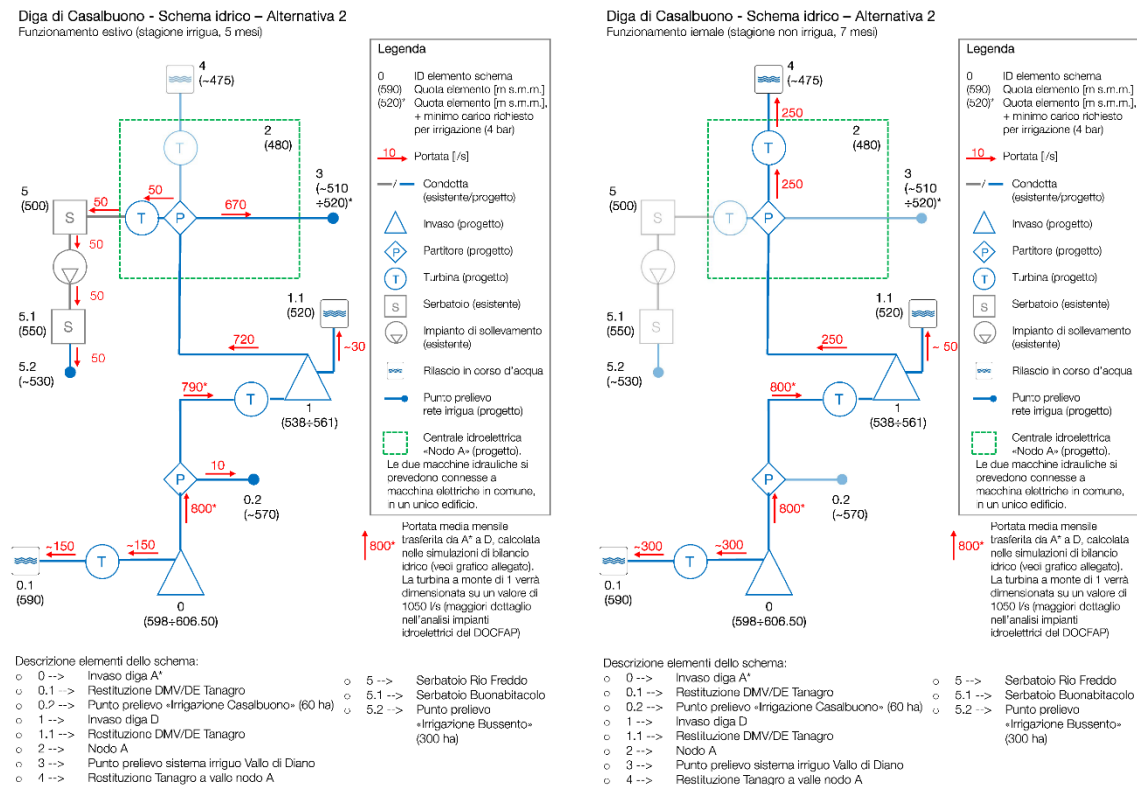 Diga di Casalbuono - Schema idrico – Alternativa 2
Funzionamento estivo (stagione irrigua, 5 mesi)
4
(~475)
T
2
(480)
50
50
670
3
(~510
÷520)*
5
(500)
S
T
P
50
50
5.1
(550)
S
50
5.2
(~530)
1.1
(520)
~30
720
790*
T
1
(538÷561)
P
10
0.2
(~570)
800*
~150
~150
T
0.1
(590)
0
(598÷606.50)
Legenda
0 ID elemento schema
(590) Quota elemento [m s.m.m.]
(520)* Quota elemento [m s.m.m.],
+ minimo carico richiesto
per irrigazione (4 bar)
10 Portata [l/s]
/ Condotta
(esistente/progetto)
Invaso (progetto)
P Partitore (progetto)
T Turbina (progetto)
S Serbatoio (esistente)
Impianto di sollevamento
(esistente)
Rilascio in corso d'acqua
Punto prelievo
rete irrigua (progetto)
Centrale idroelettrica
«Nodo A» (progetto).
Le due macchine idrauliche si
prevedono connesse a
macchina elettriche in comune,
in un unico edificio.
800*
Portata media mensile
trasferita da A* a D, calcolata
nelle simulazioni di bilancio
idrico (veci grafico allegato).
La turbina a monte di 1 verrà
dimensionata su un valore di
1050 l/s (maggiori dettaglio
nell'analisi impianti
idroelettrici del DOCFAP)
Descrizione elementi dello schema:
o 0 --> Invaso diga A*
o 0.1 --> Restituzione DMV/DE Tanagro
o 0.2 --> Punto prelievo «Irrigazione Casalbuono» (60 ha)
o 1 --> Invaso diga D
o 1.1 --> Restituzione DMV/DE Tanagro
o 2 --> Nodo A
o 3 --> Punto prelievo sistema irriguo Vallo di Diano
o 4 --> Restituzione Tanagro a valle nodo A
o 5 --> Serbatoio Rio Freddo
o 5.1 --> Serbatoio Buonabitacolo
o 5.2 --> Punto prelievo
«Irrigazione Bussento»
(300 ha)
Diga di Casalbuono - Schema idrico – Alternativa 2
Funzionamento iemale (stagione non irrigua, 7 mesi)
4
(~475)
250
T
2
(480)
250
3
(~510
÷520)*
5
(500)
S
T
P
5.1
(550)
S
5.2
(~530)
1.1
(520)
~ 50
250
800*
T
1
(538÷561)
P
0.2
(~570)
800*
~300
~300
T
0.1
(590)
0
(598÷606.50)
Legenda
0 ID elemento schema
(590) Quota elemento [m s.m.m.]
(520)* Quota elemento [m s.m.m.],
+ minimo carico richiesto
per irrigazione (4 bar)
10 Portata [l/s]
/ Condotta
(esistente/progetto)
Invaso (progetto)
P Partitore (progetto)
T Turbina (progetto)
S Serbatoio (esistente)
Impianto di sollevamento
(esistente)
Rilascio in corso d'acqua
Punto prelievo
rete irrigua (progetto)
Centrale idroelettrica
«Nodo A» (progetto).
Le due macchine idrauliche si
prevedono connesse a
macchina elettriche in comune,
in un unico edificio.
800*
Portata media mensile
trasferita da A* a D, calcolata
nelle simulazioni di bilancio
idrico (veci grafico allegato).
La turbina a monte di 1 verrà
dimensionata su un valore di
1050 l/s (maggiori dettaglio
nell'analisi impianti
idroelettrici del DOCFAP)
Descrizione elementi dello schema:
o 0 --> Invaso diga A*
o 0.1 --> Restituzione DMV/DE Tanagro
o 0.2 --> Punto prelievo «Irrigazione Casalbuono» (60 ha)
o 1 --> Invaso diga D
o 1.1 --> Restituzione DMV/DE Tanagro
o 2 --> Nodo A
o 3 --> Punto prelievo sistema irriguo Vallo di Diano
o 4 --> Restituzione Tanagro a valle nodo A
o 5 --> Serbatoio Rio Freddo
o 5.1 --> Serbatoio Buonabitacolo
o 5.2 --> Punto prelievo
«Irrigazione Bussento»
(300 ha)